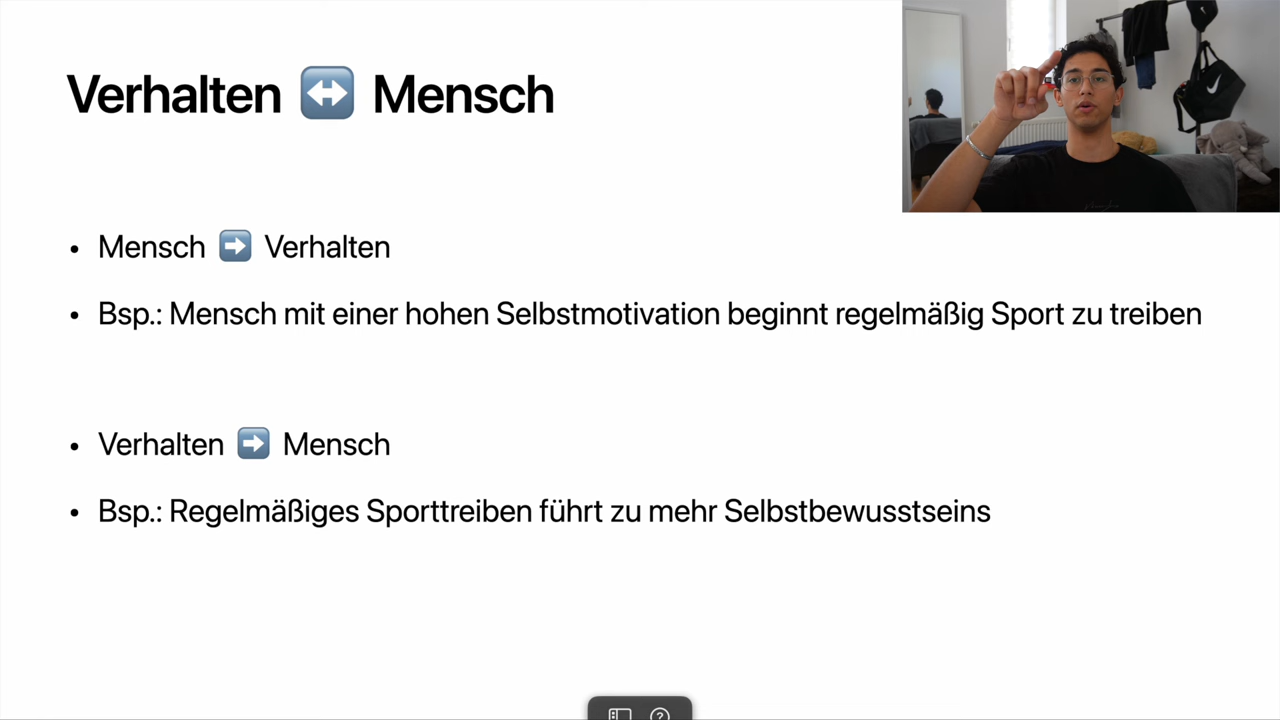 Verhalten ↔️ Mensch
• Mensch ➡️ Verhalten
• Bsp.: Mensch mit einer hohen Selbstmotivation beginnt regelmäßig Sport zu treiben
• Verhalten ➡️ Mensch
• Bsp.: Regelmäßiges Sporttreiben führt zu mehr Selbstbewusstseins